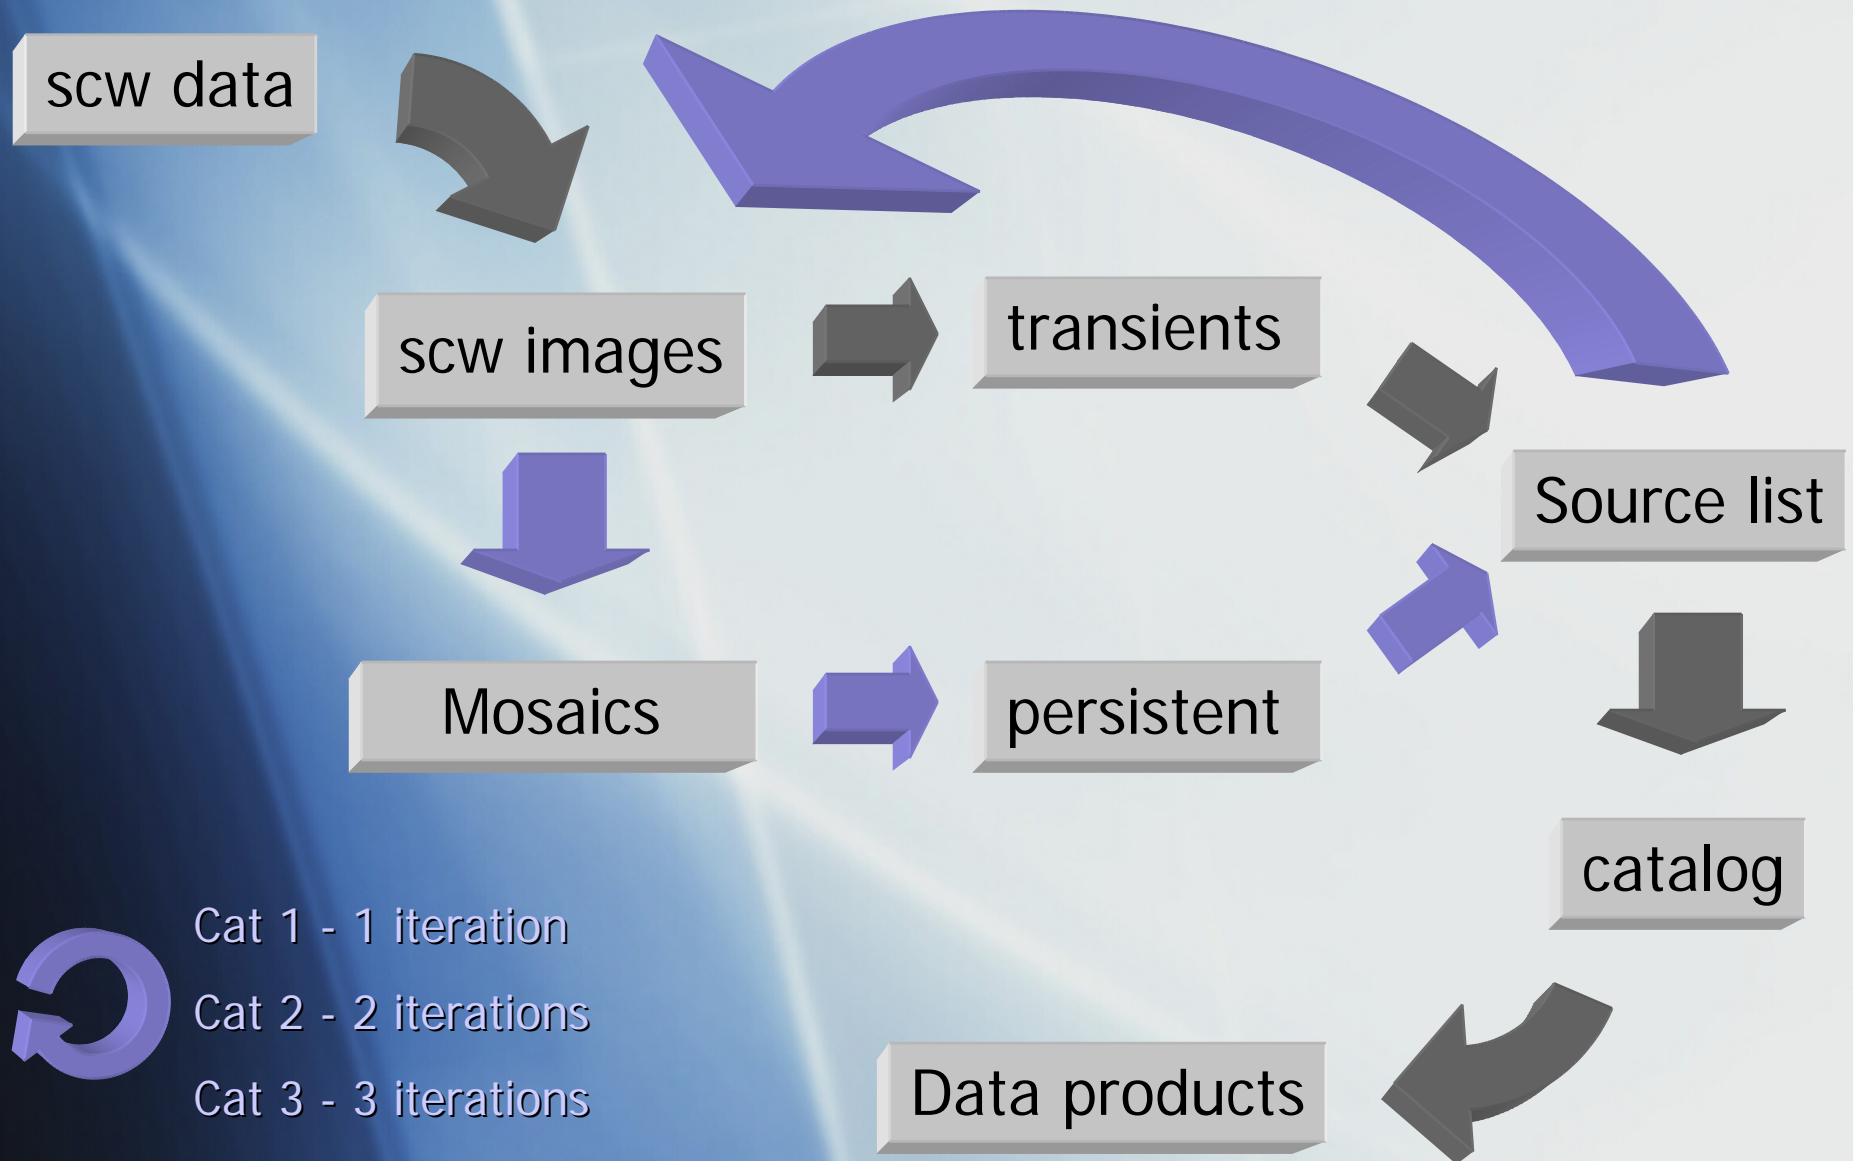 scw data
scw images
transients
Source list
Mosaics
persistent
catalog
Cat 1 - 1 iteration
Cat 2 - 2 iterations
Cat 3 - 3 iterations
Data products